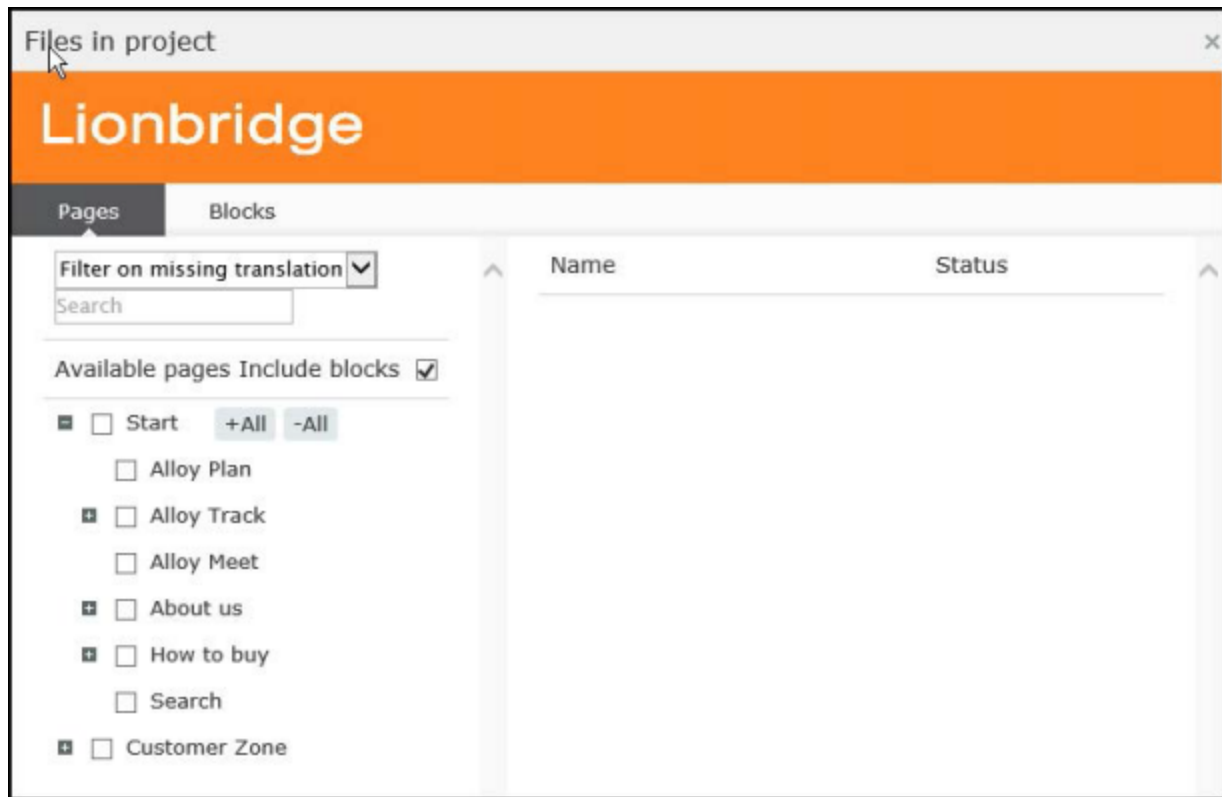 Files in project
Lionbridge
Pages Blocks
Filter on missing translation
Search
Available pages Include blocks
Start +All -All
Alloy Plan
Alloy Track
Alloy Meet
About us
How to buy
Search
Customer Zone
Name Status